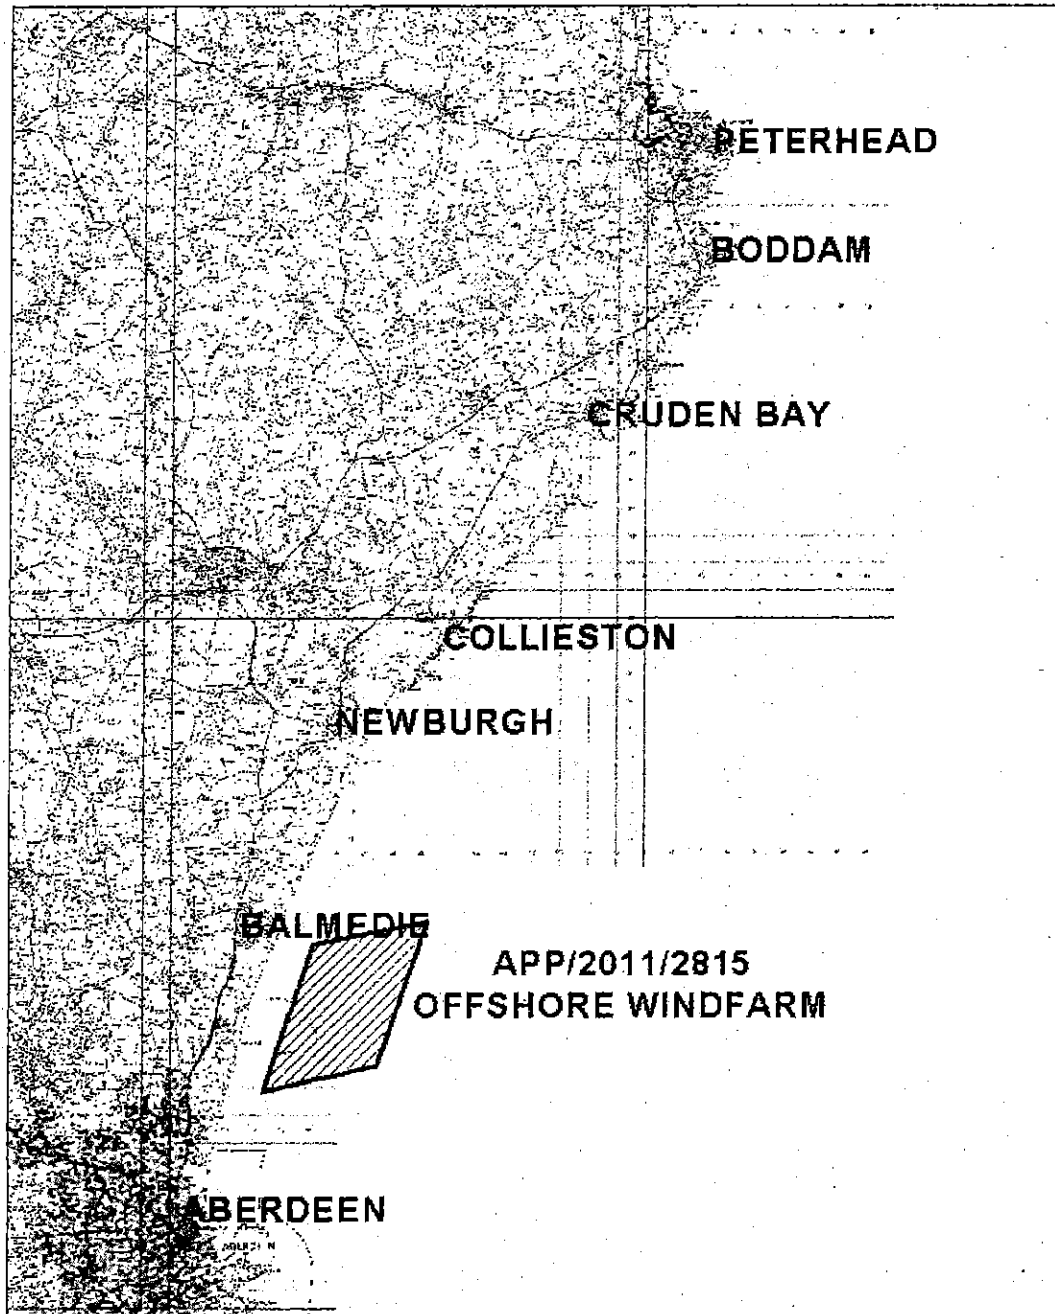 PETERHEAD
BODDAM
CRUDEN BAY
COLLIESTON
NEWBURGH
BALMEDIE
APP/2011/2815
OFFSHORE WINDFARM
ABERDEEN